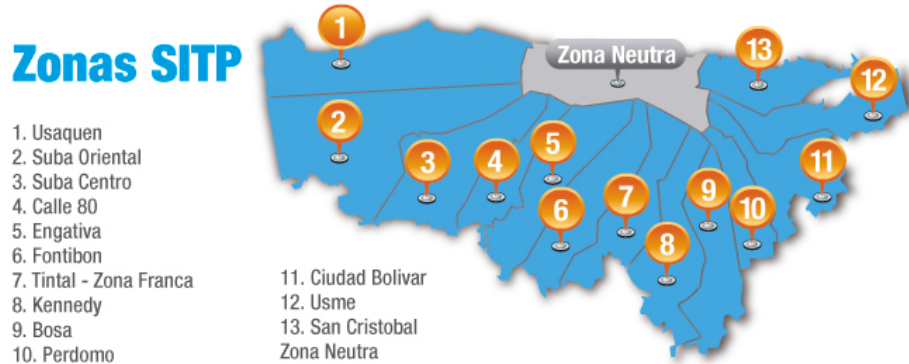 Zonas SITP
1. Usaquen
2. Suba Oriental
3. Suba Centro
4. Calle 80
5. Engativa
6. Fontibon
7. Tintal - Zona Franca
8. Kennedy
9. Bosa
10. Perdomo
11. Ciudad Bolivar
12. Usme
13. San Cristobal
Zona Neutra
1
Zona Neutra
13
12
2
3
4
5
11
6
7
8
9
10